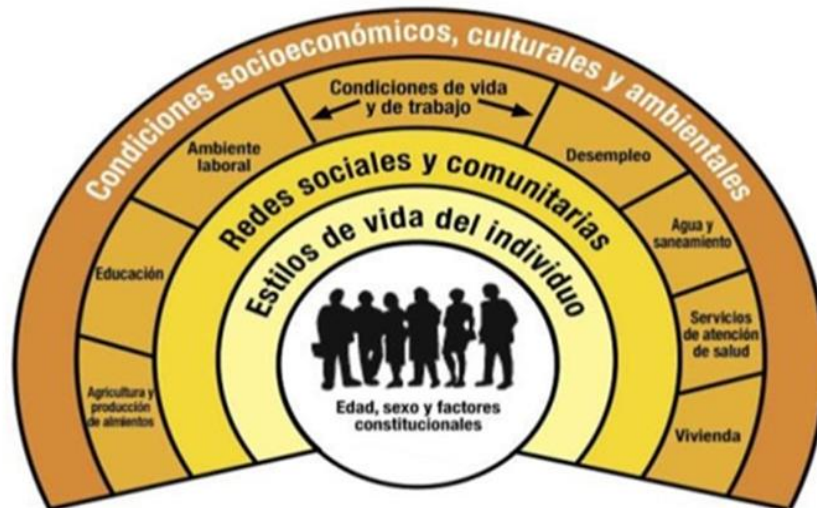 Condiciones socioeconómicos, culturales y ambientales
Condiciones de vida
y de trabajo
Ambiente
laboral
Desempleo
Redes sociales y comunitarias
Agua y
saneamiento
Estilos de vida del individuo
Educación
Servicios
de atención
de salud
Agricultura y
producción
de almientos
Edad, sexo y factores
constitucionales
Vivienda